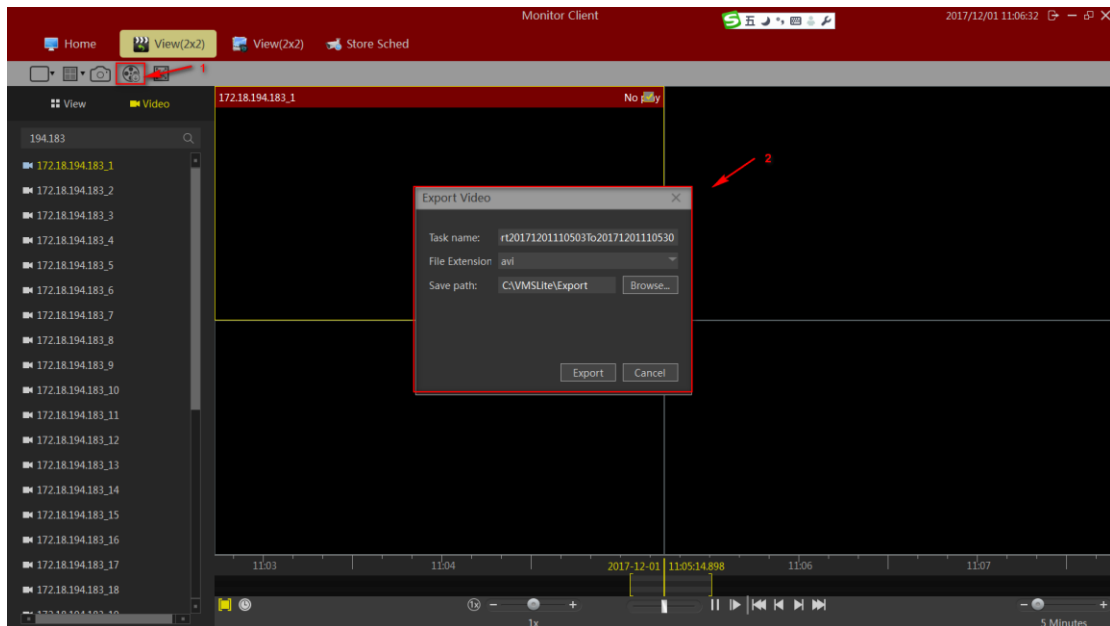 Monitor Client
五
2017/12/01 11:06:32
Home
View(2x2)
View(2x2)
Store Sched
1
View
Video
172.18.194.183_1
No
194.183
172.18.194.183_1
172.18.194.183_2
172.18.194.183_3
172.18.194.183_4
172.18.194.183_5
172.18.194.183_6
172.18.194.183_7
172.18.194.183_8
172.18.194.183_9
172.18.194.183_10
172.18.194.183_11
172.18.194.183_12
172.18.194.183_13
172.18.194.183_14
172.18.194.183_15
172.18.194.183_16
172.18.194.183_17
172.18.194.183_18
2
Export Video
Task name:
rt20171201110503To20171201110530
File Extension
avi
Save path:
C:\VMSLite\Export
Browse...
Export
Cancel
11:03
11:04
2017-12-01 11:05:14.898
11:06
11:07
1x
1x
5 Minutes